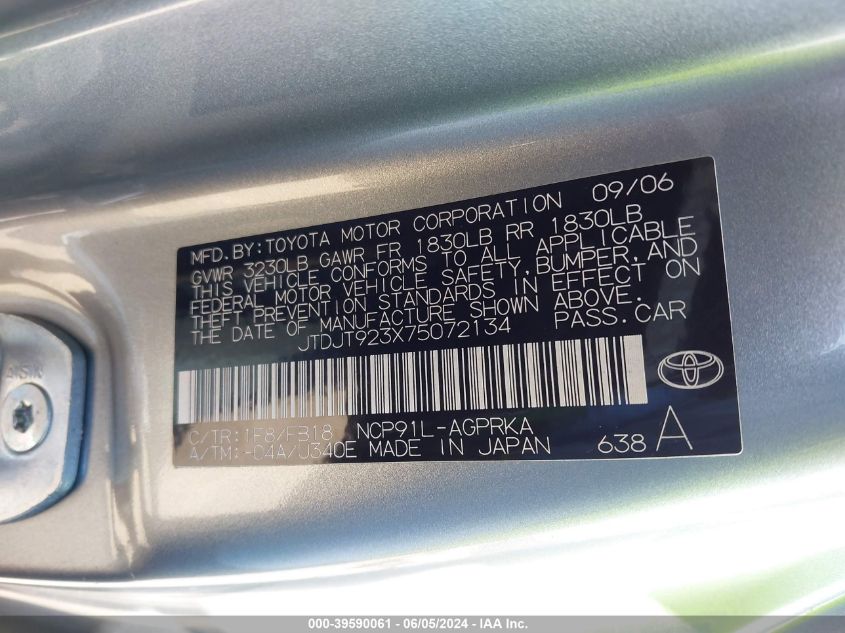 MFD.BY:TOYOTA MOTOR CORPORATION 09/06
GVWR 3230LB GAWR FR 1830LB RR 1830LB
THIS VEHICLE CONFORMS TO ALL APPLICABLE
FEDERAL MOTOR VEHICLE SAFETY,BUMPER,AND
THEFT PREVENTION STANDARDS IN EFFECT ON
THE DATE OF MANUFACTURE SHOWN ABOVE.
JTDJT923X75072134 PASS.CAR
C/TR:1F8/FB18 NCP91L-AGPRKA
A/TM:-04A/U340E MADE IN JAPAN 638 A
AISIN
000-39590061 - 06/05/2024 - IAA Inc.